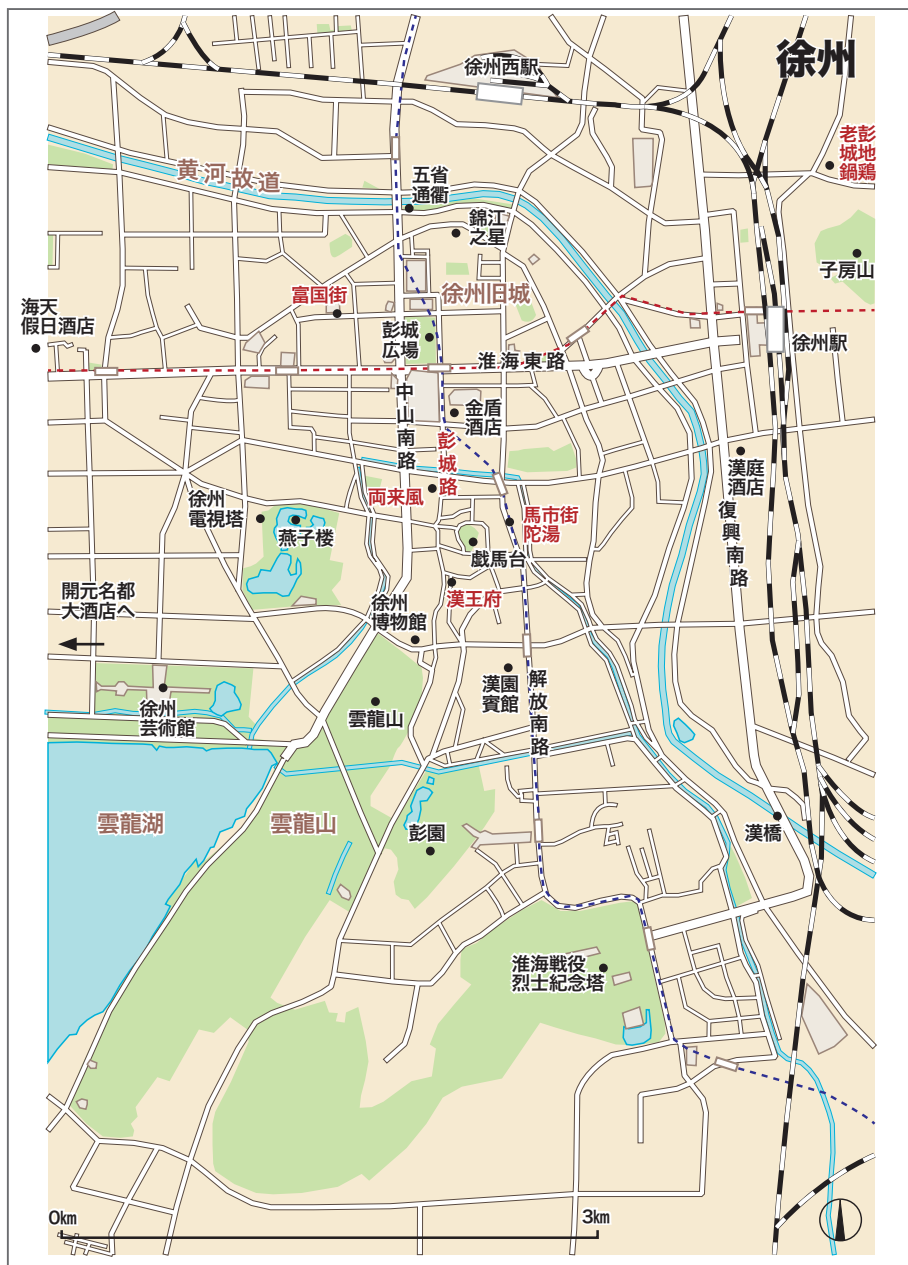 徐州
徐州西駅
老彭
城地
鍋鶏
黄河故道
五省
通衢
錦江
之星
子房山
富国街
徐州旧城
海天
假日酒店
彭城
広場
淮海東路
徐州駅
中山南路
金盾
酒店
彭城路
漢庭
酒店
両来風
徐州
電視塔
燕子楼
馬市街
陀湯
復興南路
戯馬台
開元名都
大酒店へ
漢王府
徐州
博物館
漢園
賓館
解放南路
徐州
芸術館
雲龍山
雲龍湖
雲龍山
彭園
漢橋
淮海戦役
烈士紀念塔
0km
3km